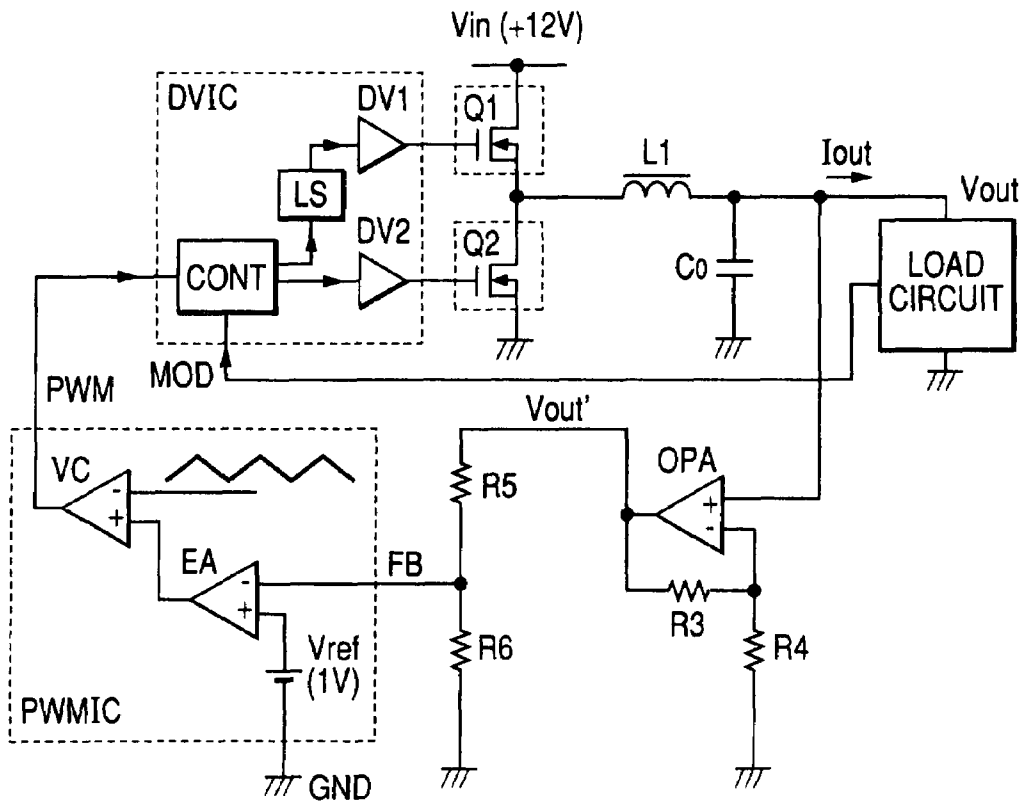 Vin (+12V)
DVIC
DV1
Q1
LS
L1
Iout
Vout
DV2
Q2
CONT
Co
LOAD
CIRCUIT
MOD
PWM
Vout'
VC
-
+
R5
OPA
+
-
EA
-
+
FB
R3
R6
R4
Vref
(1V)
PWMIC
GND